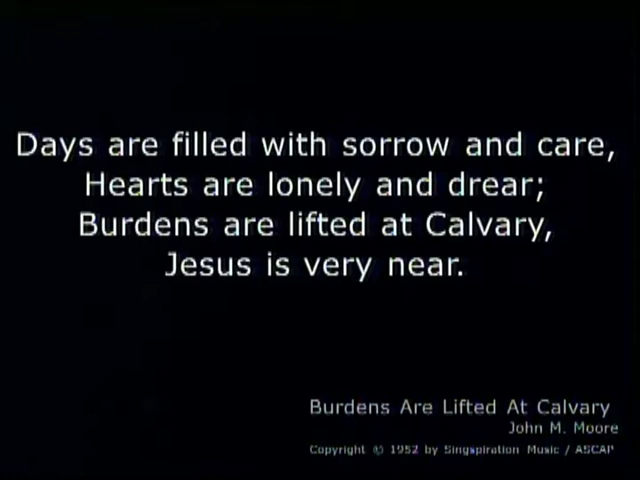 Days are filled with sorrow and care,
Hearts are lonely and drear;
Burdens are lifted at Calvary,
Jesus is very near.
Burdens Are Lifted At Calvary
John M. Moore
Copyright © 1952 by Singspiration Music / ASCAP